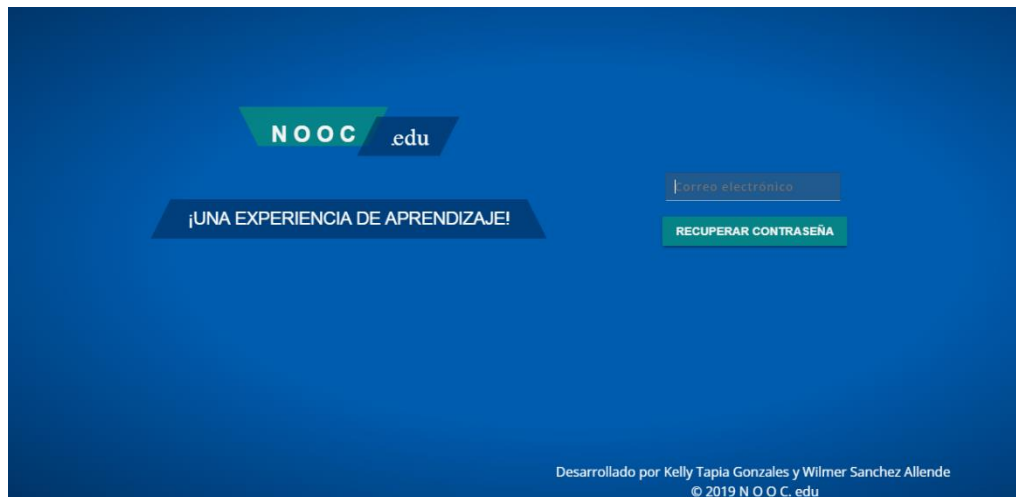 NOOC .edu
¡UNA EXPERIENCIA DE APRENDIZAJE!
Correo electrónico
RECUPERAR CONTRASEÑA
Desarrollado por Kelly Tapia Gonzales y Wilmer Sanchez Allende
© 2019 N O O C. edu